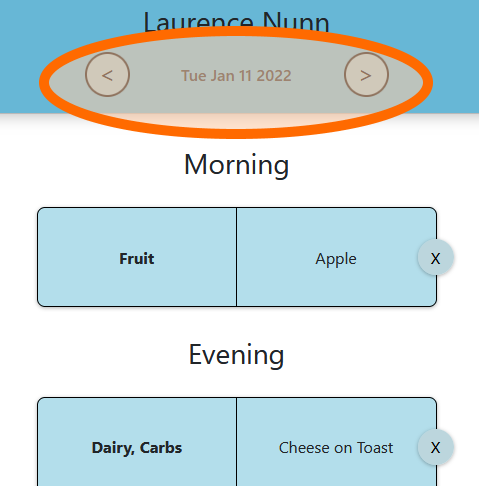 Laurence Nunn
< Tue Jan 11 2022 >
Morning
Fruit Apple X
Evening
Dairy, Carbs Cheese on Toast X